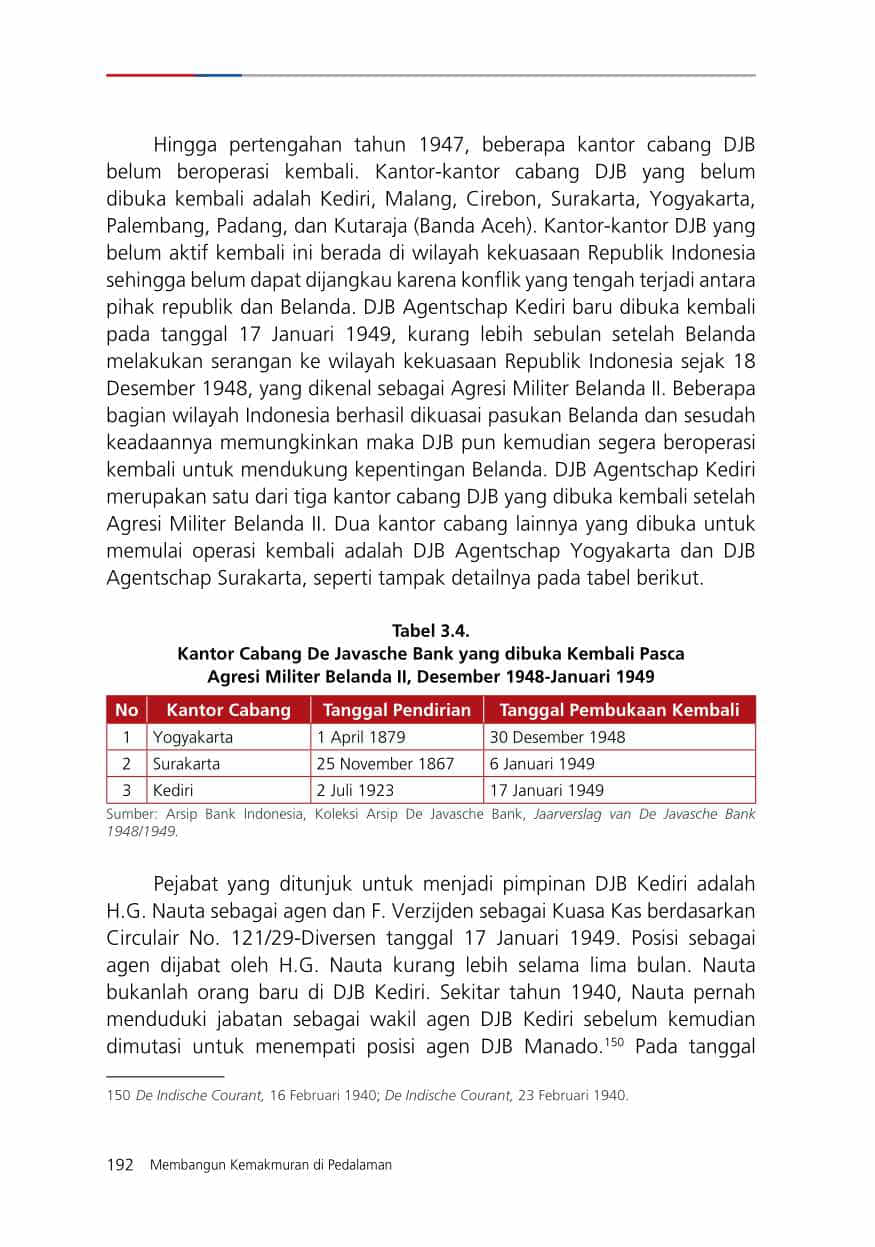 Hingga pertengahan tahun 1947, beberapa kantor cabang DJB
belum beroperasi kembali. Kantor-kantor cabang DJB yang belum
dibuka kembali adalah Kediri, Malang, Cirebon, Surakarta, Yogyakarta,
Palembang, Padang, dan Kutaraja (Banda Aceh). Kantor-kantor DJB yang
belum aktif kembali ini berada di wilayah kekuasaan Republik Indonesia
sehingga belum dapat dijangkau karena konflik yang tengah terjadi antara
pihak republik dan Belanda. DJB Agentschap Kediri baru dibuka kembali
pada tanggal 17 Januari 1949, kurang lebih sebulan setelah Belanda
melakukan serangan ke wilayah kekuasaan Republik Indonesia sejak 18
Desember 1948, yang dikenal sebagai Agresi Militer Belanda II. Beberapa
bagian wilayah Indonesia berhasil dikuasai pasukan Belanda dan sesudah
keadaannya memungkinkan maka DJB pun kemudian segera beroperasi
kembali untuk mendukung kepentingan Belanda. DJB Agentschap Kediri
merupakan satu dari tiga kantor cabang DJB yang dibuka kembali setelah
Agresi Militer Belanda II. Dua kantor cabang lainnya yang dibuka untuk
memulai operasi kembali adalah DJB Agentschap Yogyakarta dan DJB
Agentschap Surakarta, seperti tampak detailnya pada tabel berikut.
Tabel 3.4.
Kantor Cabang De Javasche Bank yang dibuka Kembali Pasca
Agresi Militer Belanda II, Desember 1948-Januari 1949
No Kantor Cabang Tanggal Pendirian Tanggal Pembukaan Kembali
1 Yogyakarta 1 April 1879 30 Desember 1948
2 Surakarta 25 November 1867 6 Januari 1949
3 Kediri 2 Juli 1923 17 Januari 1949
Sumber: Arsip Bank Indonesia, Koleksi Arsip De Javasche Bank, Jaarverslag van De Javasche Bank
1948/1949.
Pejabat yang ditunjuk untuk menjadi pimpinan DJB Kediri adalah
H.G. Nauta sebagai agen dan F. Verzijden sebagai Kuasa Kas berdasarkan
Circulair No. 121/29-Diversen tanggal 17 Januari 1949. Posisi sebagai
agen dijabat oleh H.G. Nauta kurang lebih selama lima bulan. Nauta
bukanlah orang baru di DJB Kediri. Sekitar tahun 1940, Nauta pernah
menduduki jabatan sebagai wakil agen DJB Kediri sebelum kemudian
dimutasi untuk menempati posisi agen DJB Manado.150 Pada tanggal
150 De Indische Courant, 16 Februari 1940; De Indische Courant, 23 Februari 1940.
192 Membangun Kemakmuran di Pedalaman